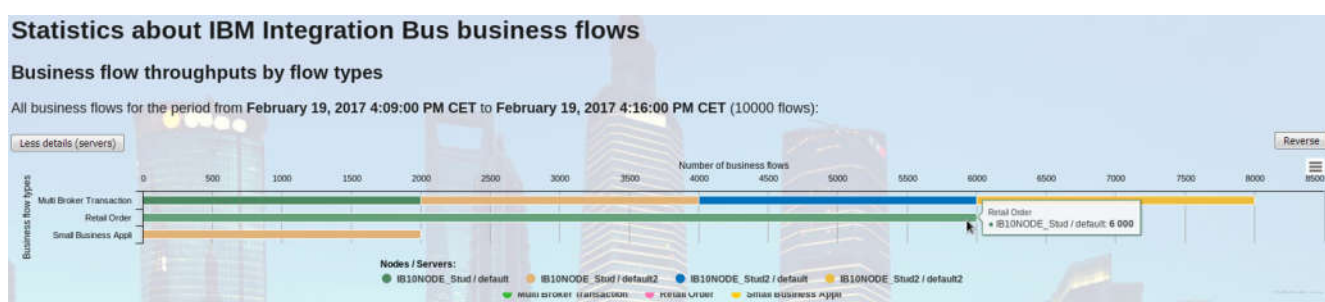 Statistics about IBM Integration Bus business flows
Business flow throughputs by flow types
All business flows for the period from February 19, 2017 4:09:00 PM CET to February 19, 2017 4:16:00 PM CET (10000 flows):
Less details (servers) Reverse
Number of business flows
0 500 1000 1500 2000 2500 3000 3500 4000 4500 5000 5500 6000 6500 7000 7500 8000 8500
Business flow types
Multi Broker Transaction
Retail Order
Small Business Appli
Retail Order
IB10NODE_Stud / default: 6 000
Nodes / Servers:
IB10NODE_Stud / default IB10NODE_Stud / default2 IB10NODE_Stud2 / default IB10NODE_Stud2 / default2
Multi Broker Transaction Retail Order Small Business Appli